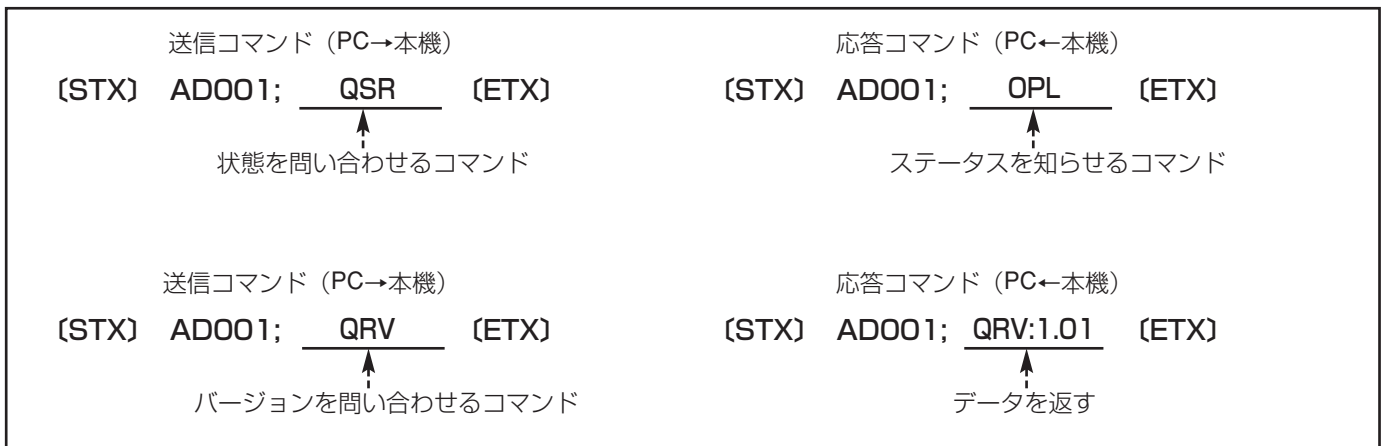 送信コマンド（PC→本機） 応答コマンド（PC←本機）
〔STX〕 AD001; QSR 〔ETX〕 〔STX〕 AD001; OPL 〔ETX〕
状態を問い合わせるコマンド ステータスを知らせるコマンド
送信コマンド（PC→本機） 応答コマンド（PC←本機）
〔STX〕 AD001; QRV 〔ETX〕 〔STX〕 AD001; QRV:1.01 〔ETX〕
バージョンを問い合わせるコマンド データを返す